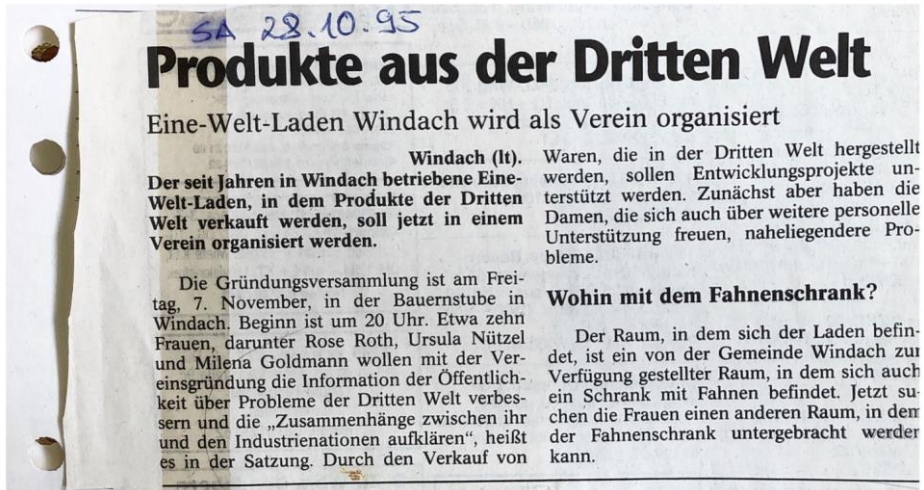 SA 28.10.95
Produkte aus der Dritten Welt
Eine-Welt-Laden Windach wird als Verein organisiert
Windach (lt).
Der seit Jahren in Windach betriebene Eine-
Welt-Laden, in dem Produkte der Dritten
Welt verkauft werden, soll jetzt in einem
Verein organisiert werden.
Die Gründungsversammlung ist am Frei-
tag, 7. November, in der Bauernstube in
Windach. Beginn ist um 20 Uhr. Etwa zehn
Frauen, darunter Rose Roth, Ursula Nützel
und Milena Goldmann wollen mit der Ver-
einsgründung die Information der Öffentlich-
keit über Probleme der Dritten Welt verbes-
sern und die „Zusammenhänge zwischen ihr
und den Industrienationen aufklären“, heißt
es in der Satzung. Durch den Verkauf von
Waren, die in der Dritten Welt hergestellt
werden, sollen Entwicklungsprojekte un-
terstützt werden. Zunächst aber haben die
Damen, die sich auch über weitere personelle
Unterstützung freuen, naheliegendere Pro-
bleme.
Wohin mit dem Fahnenschrank?
Der Raum, in dem sich der Laden befin-
det, ist ein von der Gemeinde Windach zur
Verfügung gestellter Raum, in dem sich auch
ein Schrank mit Fahnen befindet. Jetzt su-
chen die Frauen einen anderen Raum, in dem
der Fahnenschrank untergebracht werden
kann.